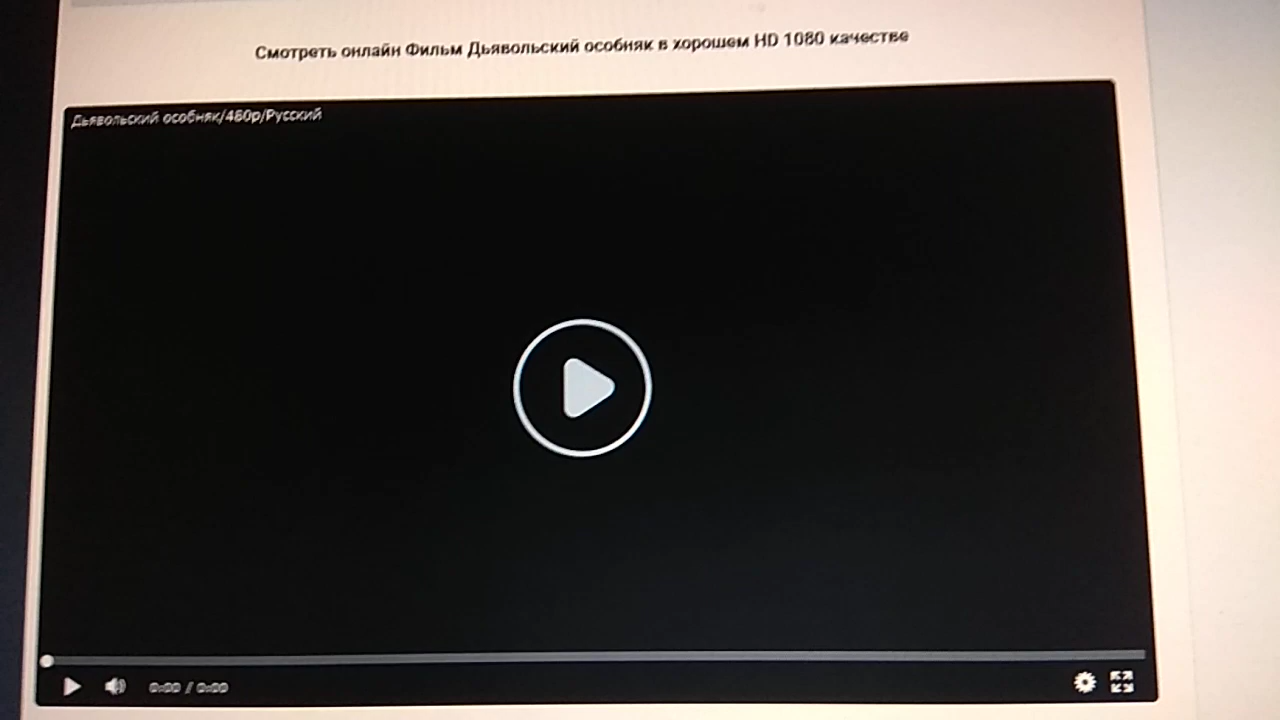 Смотреть онлайн Фильм Дьявольский особняк в хорошем HD 1080 качестве
Дьявольский особняк/480p/Русский
0:00 / 0:00